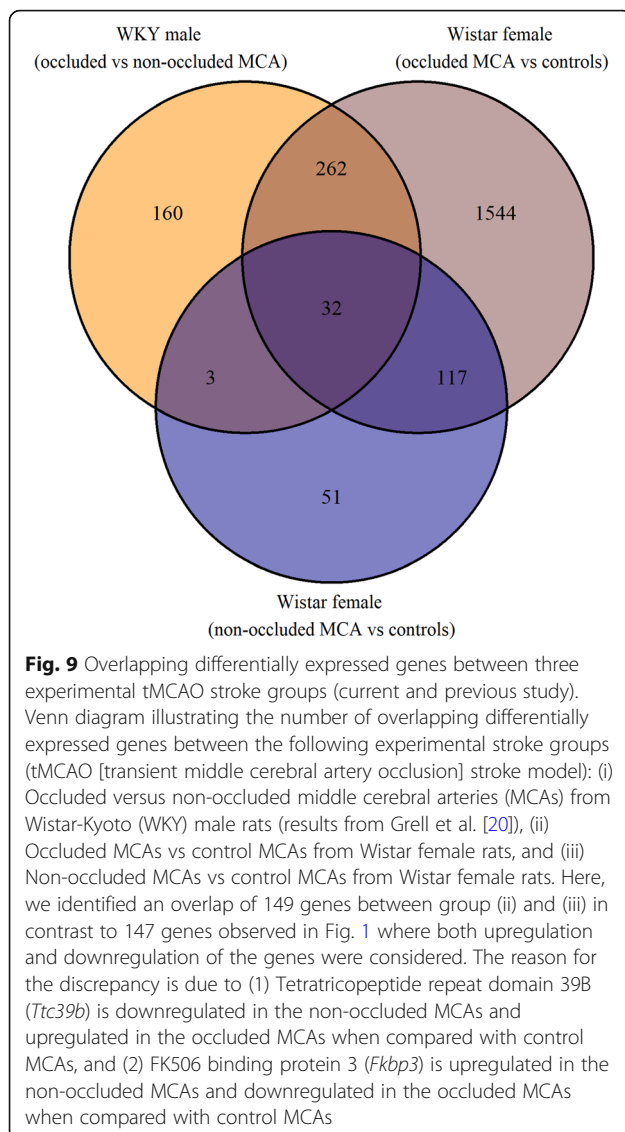 WKY male
(occluded vs non-occluded MCA)
Wistar female
(occluded MCA vs controls)
262
160
1544
32
3
117
51
Wistar female
(non-occluded MCA vs controls)
Fig. 9 Overlapping differentially expressed genes between three
experimental tMCAO stroke groups (current and previous study).
Venn diagram illustrating the number of overlapping differentially
expressed genes between the following experimental stroke groups
(tMCAO [transient middle cerebral artery occlusion] stroke model): (i)
Occluded versus non-occluded middle cerebral arteries (MCAs) from
Wistar-Kyoto (WKY) male rats (results from Grell et al. [20]), (ii)
Occluded MCAs vs control MCAs from Wistar female rats, and (iii)
Non-occluded MCAs vs control MCAs from Wistar female rats. Here,
we identified an overlap of 149 genes between group (ii) and (iii) in
contrast to 147 genes observed in Fig. 1 where both upregulation
and downregulation of the genes were considered. The reason for
the discrepancy is due to (1) Tetratricopeptide repeat domain 39B
(Ttc39b) is downregulated in the non-occluded MCAs and
upregulated in the occluded MCAs when compared with control
MCAs, and (2) FK506 binding protein 3 (Fkbp3) is upregulated in the
non-occluded MCAs and downregulated in the occluded MCAs
when compared with control MCAs